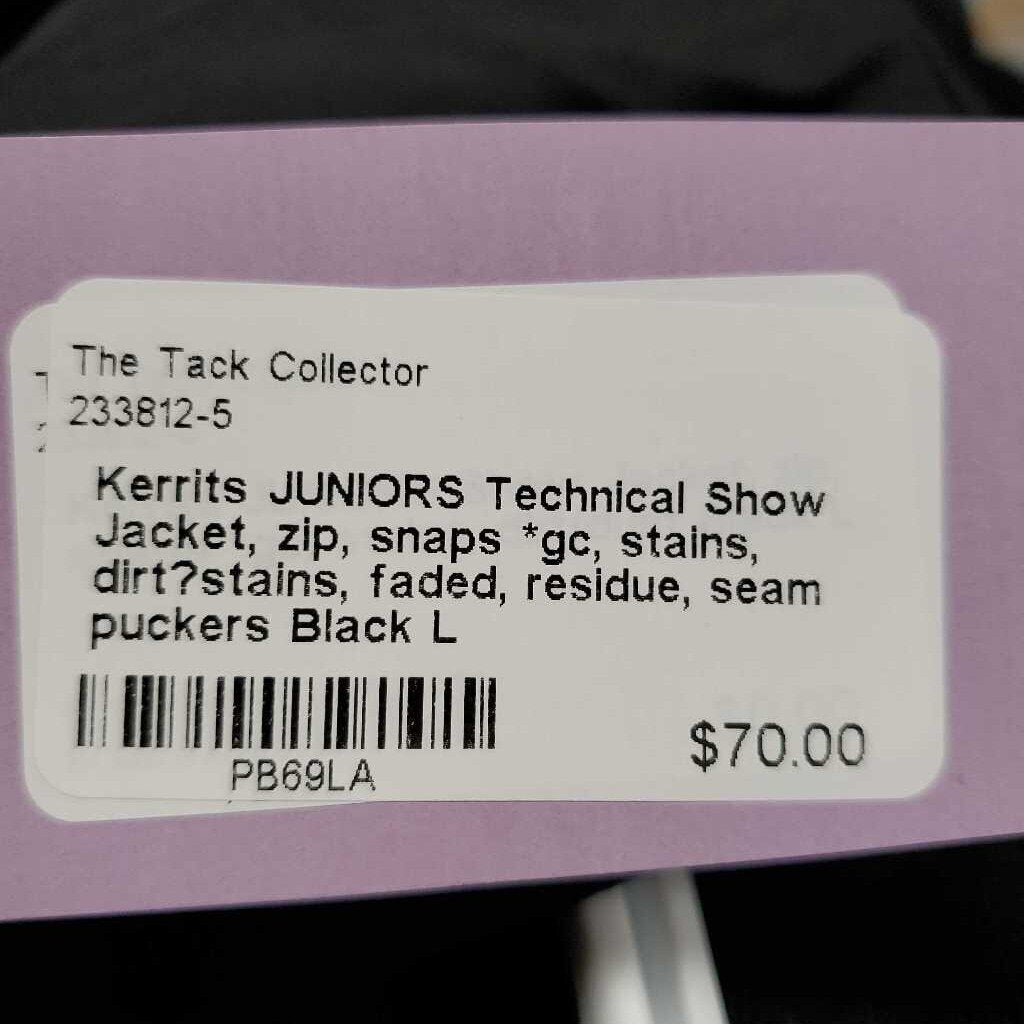 The Tack Collector
233812-5
Kerrits JUNIORS Technical Show
Jacket, zip, snaps *gc, stains,
dirt?stains, faded, residue, seam
puckers Black L
PB69LA
$70.00